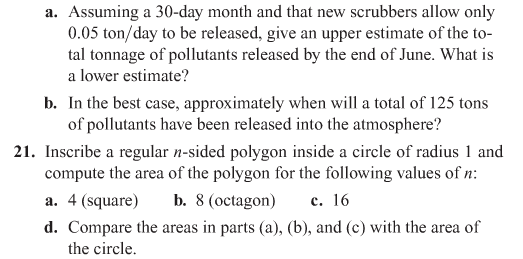 a. Assuming a 30-day month and that new scrubbers allow only
0.05 ton/day to be released, give an upper estimate of the to-
tal tonnage of pollutants released by the end of June. What is
a lower estimate?
b. In the best case, approximately when will a total of 125 tons
of pollutants have been released into the atmosphere?
21. Inscribe a regular n-sided polygon inside a circle of radius 1 and
compute the area of the polygon for the following values of n:
a. 4 (square) b. 8 (octagon) c. 16
d. Compare the areas in parts (a), (b), and (c) with the area of
the circle.